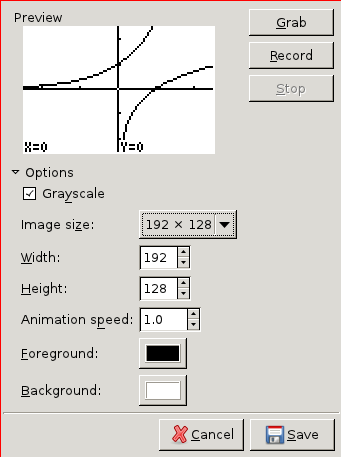 Preview
Grab
Record
Stop
X=0 Y=0
Options
Grayscale
Image size: 192 × 128
Width: 192
Height: 128
Animation speed: 1.0
Foreground:
Background:
Cancel Save